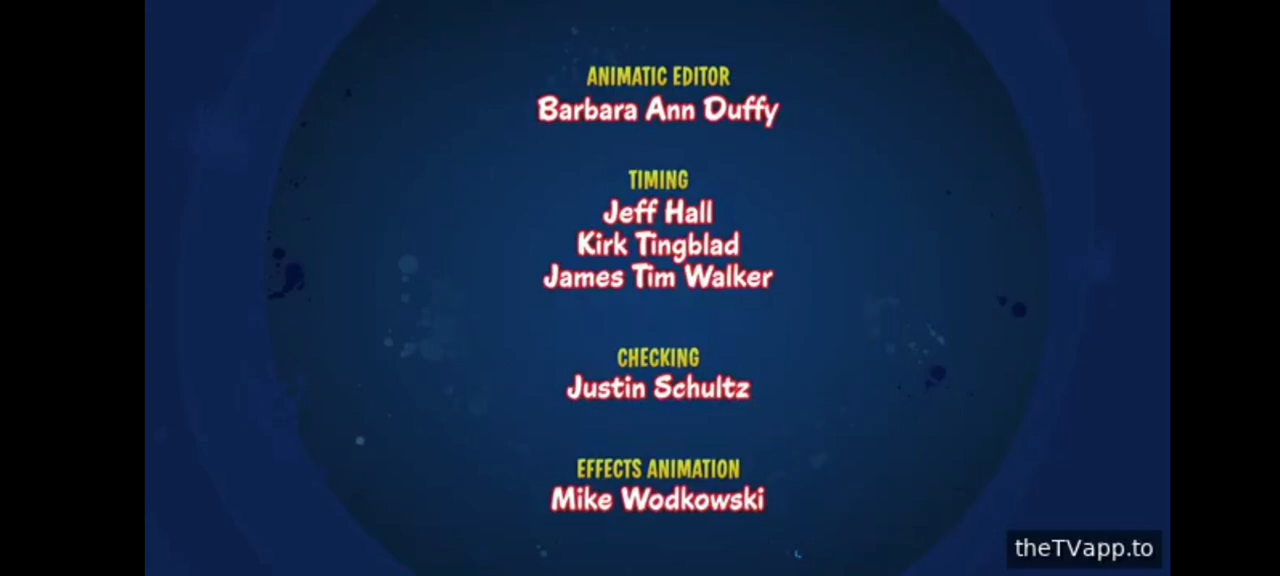 ANIMATIC EDITOR
Barbara Ann Duffy
TIMING
Jeff Hall
Kirk Tingblad
James Tim Walker
CHECKING
Justin Schultz
EFFECTS ANIMATION
Mike Wodkowski
theTVapp.to